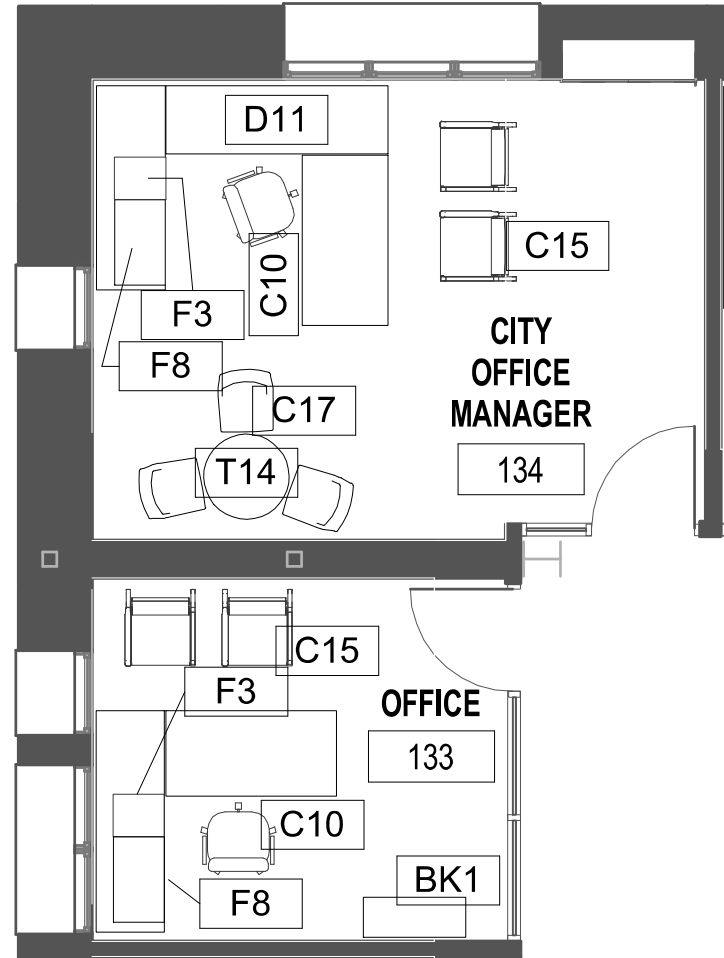 D11
C15
C10
F3
F8
CITY
OFFICE
MANAGER
134
C17
T14
C15
F3
OFFICE
133
C10
F8
BK1